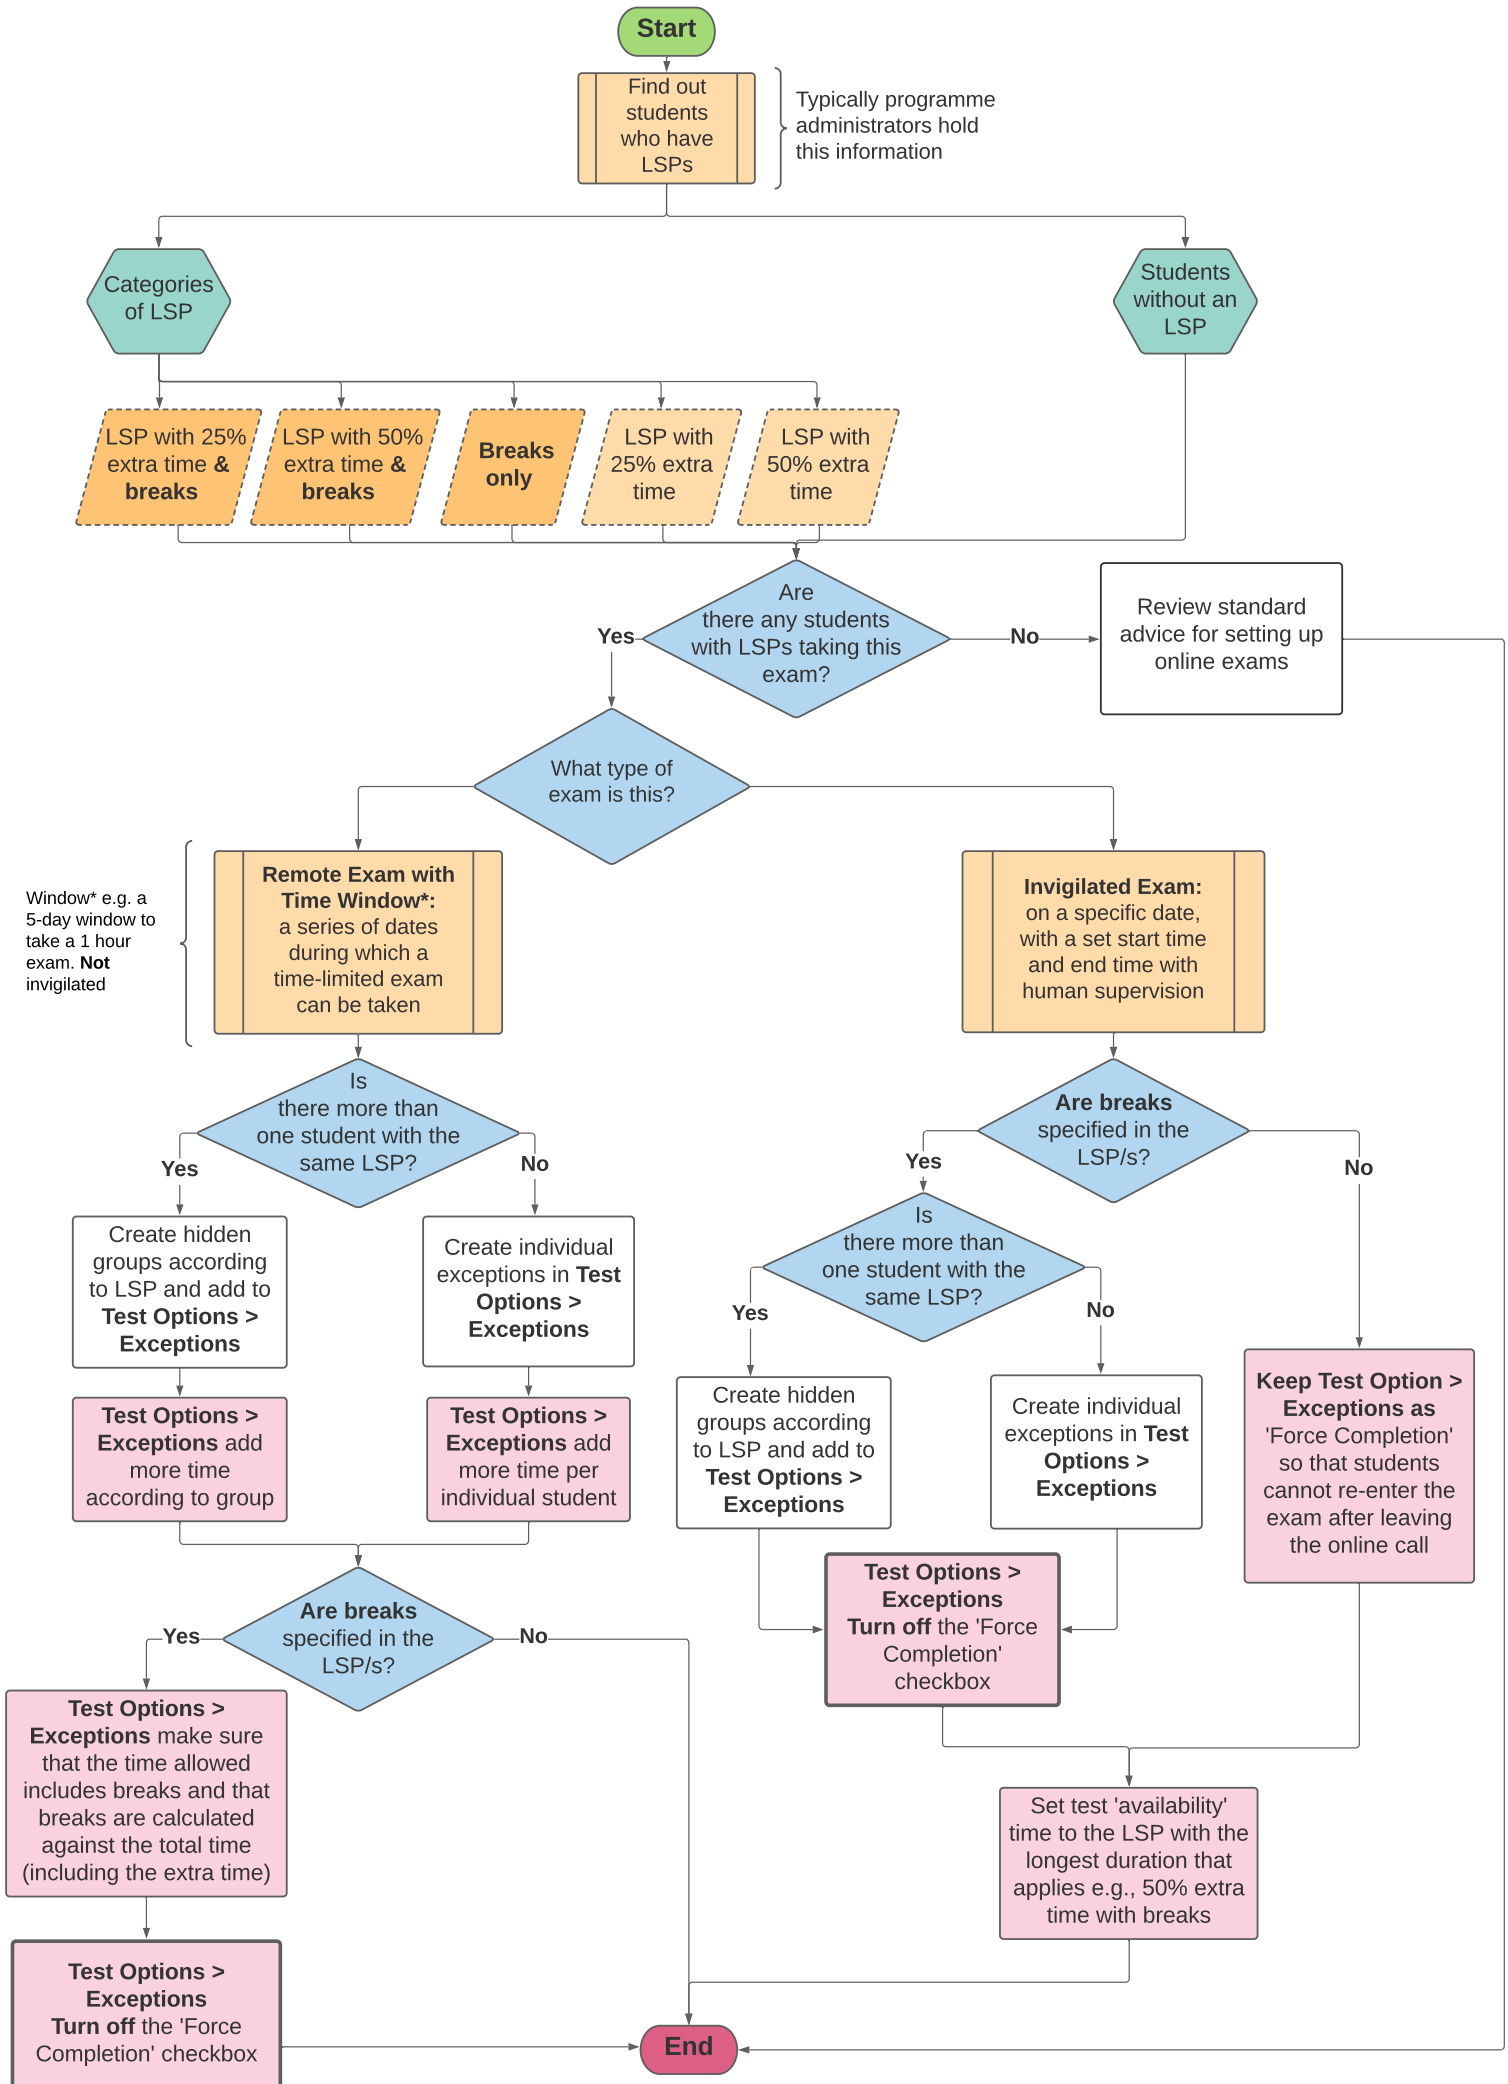 Start
Find out
students
who have
LSPs
Typically programme
administrators hold
this information
Categories
of LSP
Students
without an
LSP
LSP with 25%
extra time &
breaks
LSP with 50%
extra time &
breaks
Breaks
only
LSP with
25% extra
time
LSP with
50% extra
time
Are
there any students
with LSPs taking this
exam?
Yes
No
Review standard
advice for setting up
online exams
What type of
exam is this?
Window* e.g. a
5-day window to
take a 1 hour
exam. Not
invigilated
Remote Exam with
Time Window*:
a series of dates
during which a
time-limited exam
can be taken
Invigilated Exam:
on a specific date,
with a set start time
and end time with
human supervision
Is
there more than
one student with the
same LSP?
Yes
No
Are breaks
specified in the
LSP/s?
Yes
No
Create hidden
groups according
to LSP and add to
Test Options >
Exceptions
Create individual
exceptions in Test
Options >
Exceptions
Is
there more than
one student with the
same LSP?
Yes
No
Test Options >
Exceptions add
more time
according to group
Test Options >
Exceptions add
more time per
individual student
Create hidden
groups according
to LSP and add to
Test Options >
Exceptions
Create individual
exceptions in Test
Options >
Exceptions
Keep Test Option >
Exceptions as
'Force Completion'
so that students
cannot re-enter the
exam after leaving
the online call
Are breaks
specified in the
LSP/s?
Yes
No
Test Options >
Exceptions
Turn off the 'Force
Completion'
checkbox
Test Options >
Exceptions make sure
that the time allowed
includes breaks and that
breaks are calculated
against the total time
(including the extra time)
Set test 'availability'
time to the LSP with the
longest duration that
applies e.g., 50% extra
time with breaks
Test Options >
Exceptions
Turn off the 'Force
Completion' checkbox
End